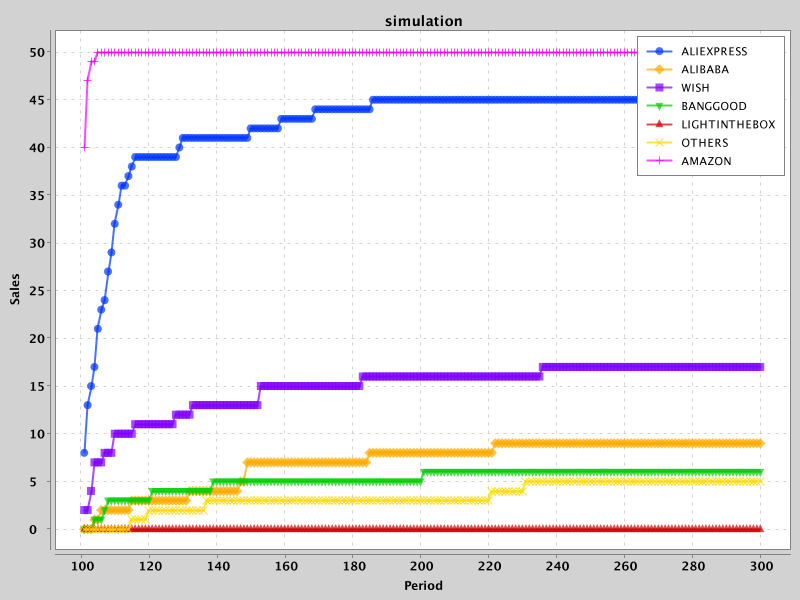 simulation
50
45
40
35
30
25
20
15
10
5
0
Sales
ALIEXPRESS
ALIBABA
WISH
BANGGOOD
LIGHTINTHEBOX
OTHERS
AMAZON
100 120 140 160 180 200 220 240 260 280 300
Period